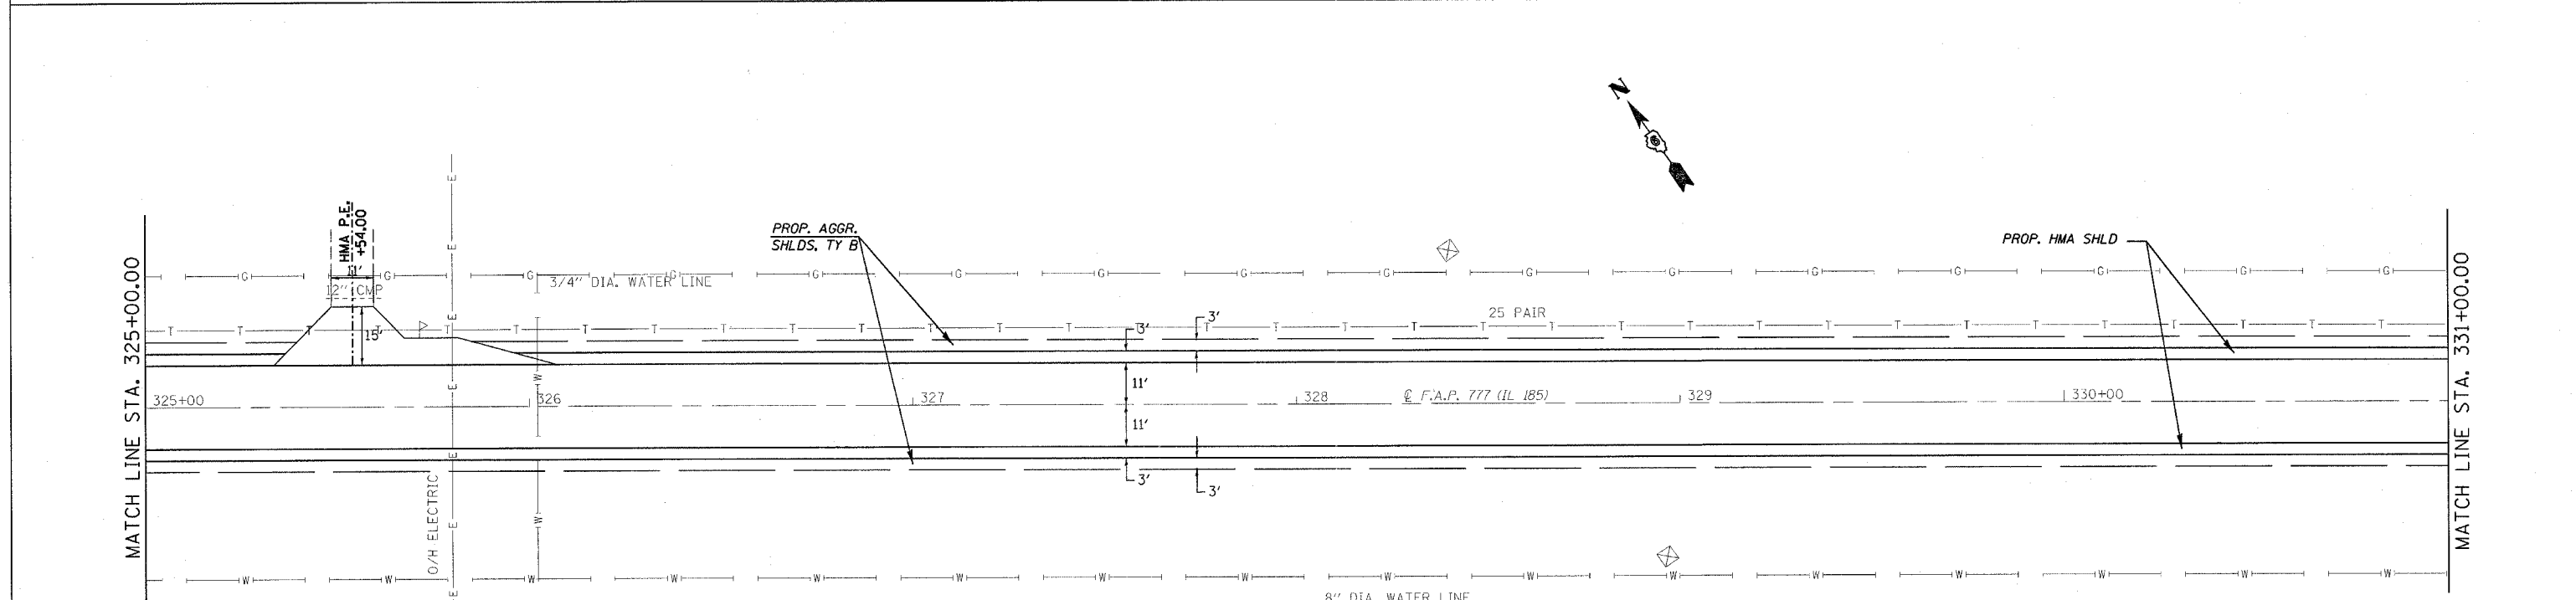 N
6
HMA P.E.
+54.00
11'
12" CMP
15'
3/4" DIA. WATER LINE
PROP. AGGR.
SHLDS, TY B
PROP. HMA SHLD
G G G G G G G G G G G G G G G G
25 PAIR
T T T T T T T T T T T T T T T T T T T T T T T T T T T T T T T T T
3'
3'
11'
325+00 326 327 328 ℄ F.A.P. 777 (IL 185) 329 330+00
11'
3'
3'
MATCH LINE STA. 325+00.00
MATCH LINE STA. 331+00.00
O/H ELECTRIC
E E E E E E E E
W W
W W W W W W W W W W W W W W W W
8" DIA. WATER LINE